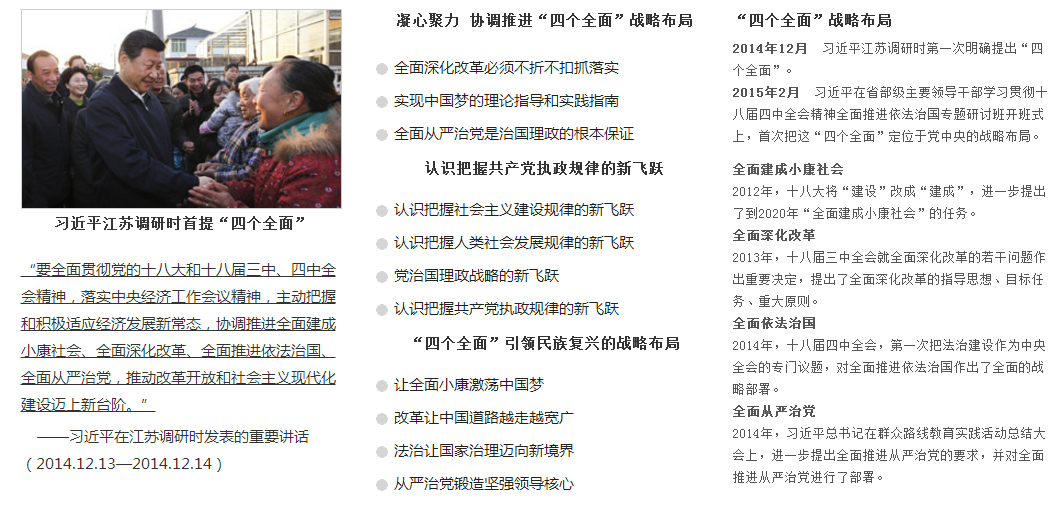 习近平江苏调研时首提“四个全面”
“要全面贯彻党的十八大和十八届三中、四中全
会精神，落实中央经济工作会议精神，主动把握
和积极适应经济发展新常态，协调推进全面建成
小康社会、全面深化改革、全面推进依法治国、
全面从严治党，推动改革开放和社会主义现代化
建设迈上新台阶。”
——习近平在江苏调研时发表的重要讲话
（2014.12.13—2014.12.14）
凝心聚力 协调推进“四个全面”战略布局
全面深化改革必须不折不扣抓落实
实现中国梦的理论指导和实践指南
全面从严治党是治国理政的根本保证
认识把握共产党执政规律的新飞跃
认识把握社会主义建设规律的新飞跃
认识把握人类社会发展规律的新飞跃
党治国理政战略的新飞跃
认识把握共产党执政规律的新飞跃
“四个全面”引领民族复兴的战略布局
让全面小康激荡中国梦
改革让中国道路越走越宽广
法治让国家治理迈向新境界
从严治党锻造坚强领导核心
“四个全面”战略布局
2014年12月 习近平江苏调研时第一次明确提出“四
个全面”。
2015年2月 习近平在省部级主要领导干部学习贯彻十
八届四中全会精神全面推进依法治国专题研讨班开班式
上，首次把这“四个全面”定位于党中央的战略布局。
全面建成小康社会
2012年，十八大将“建设”改成“建成”，进一步提出
了到2020年“全面建成小康社会”的任务。
全面深化改革
2013年，十八届三中全会就全面深化改革的若干问题作
出重要决定，提出了全面深化改革的指导思想、目标任
务、重大原则。
全面依法治国
2014年，十八届四中全会，第一次把法治建设作为中央
全会的专门议题，对全面推进依法治国作出了全面的战
略部署。
全面从严治党
2014年，习近平总书记在群众路线教育实践活动总结大
会上，进一步提出全面推进从严治党的要求，并对全面
推进从严治党进行了部署。